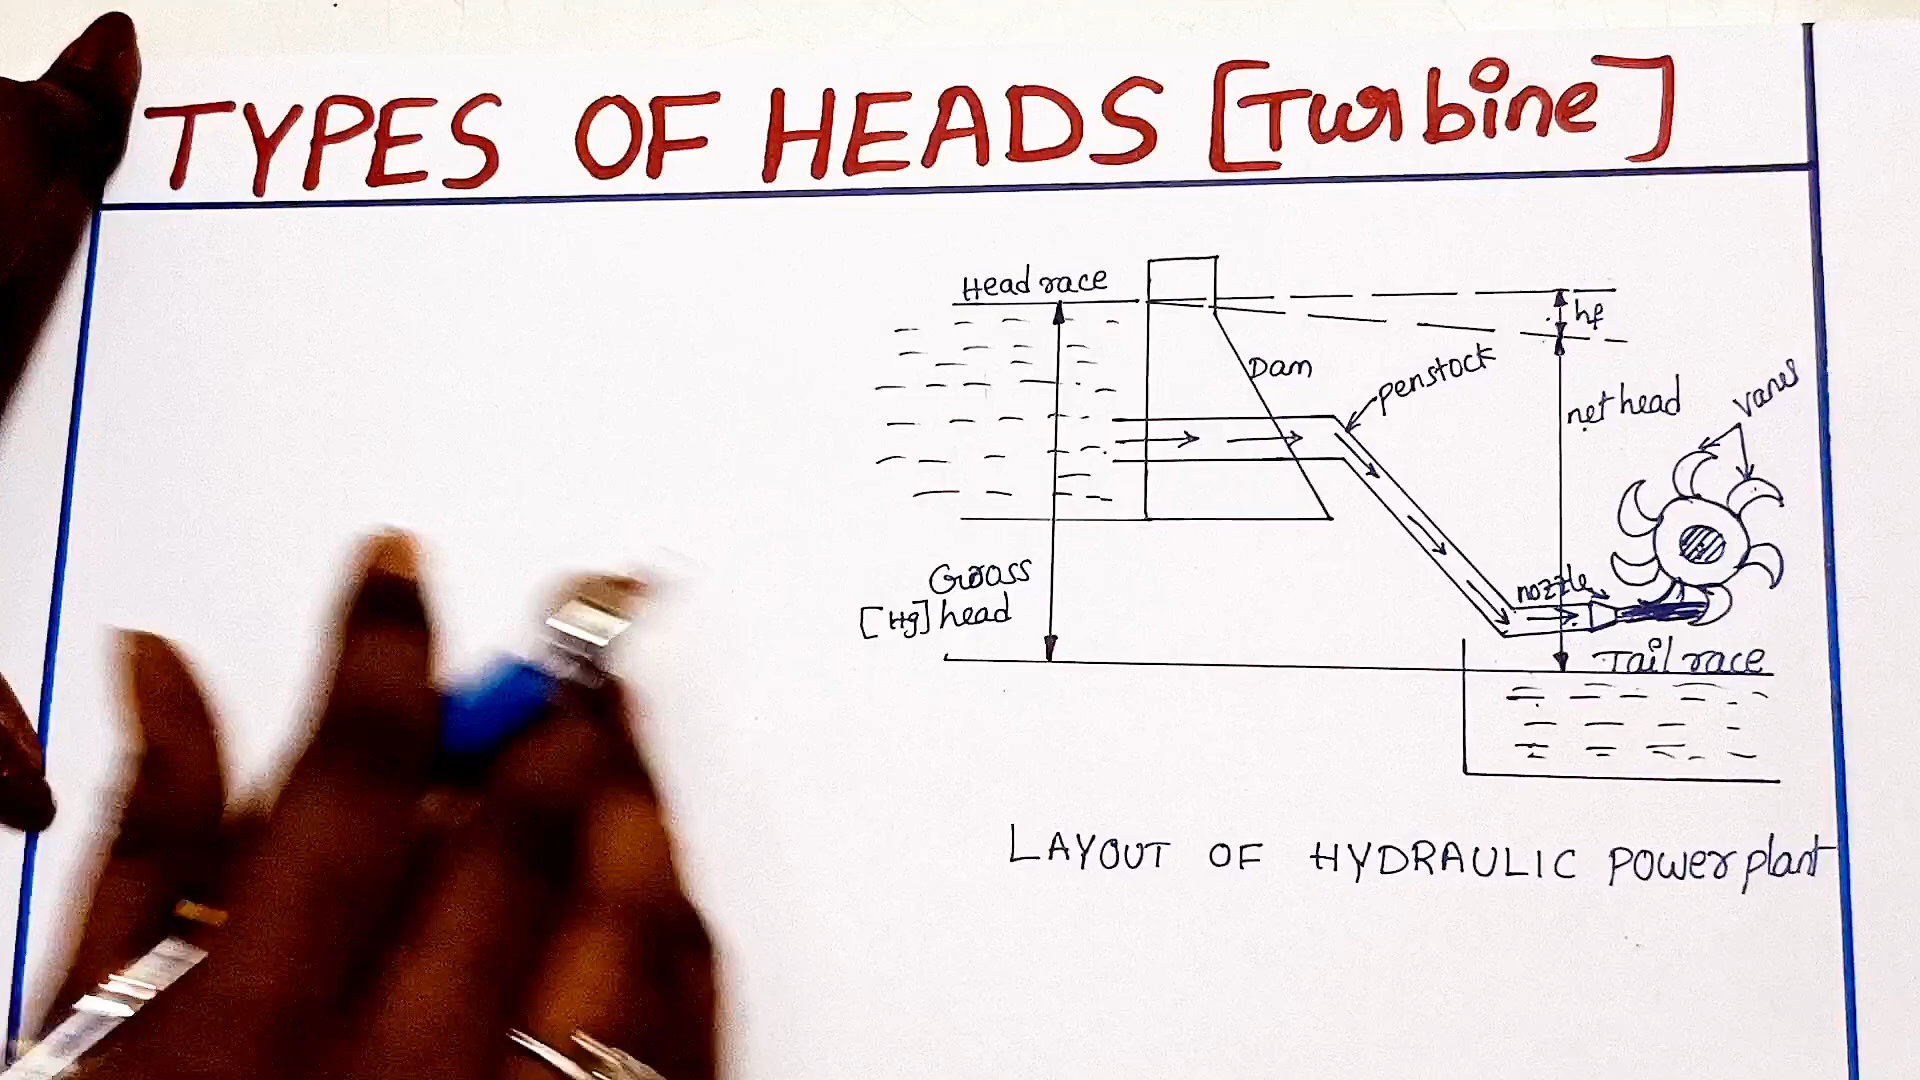 TYPES OF HEADS [Turbine]
Head race
hf
Dam
penstock
net head
vanes
nozzle
Gross
[Hg] head
Tail race
LAYOUT OF HYDRAULIC POWER plant